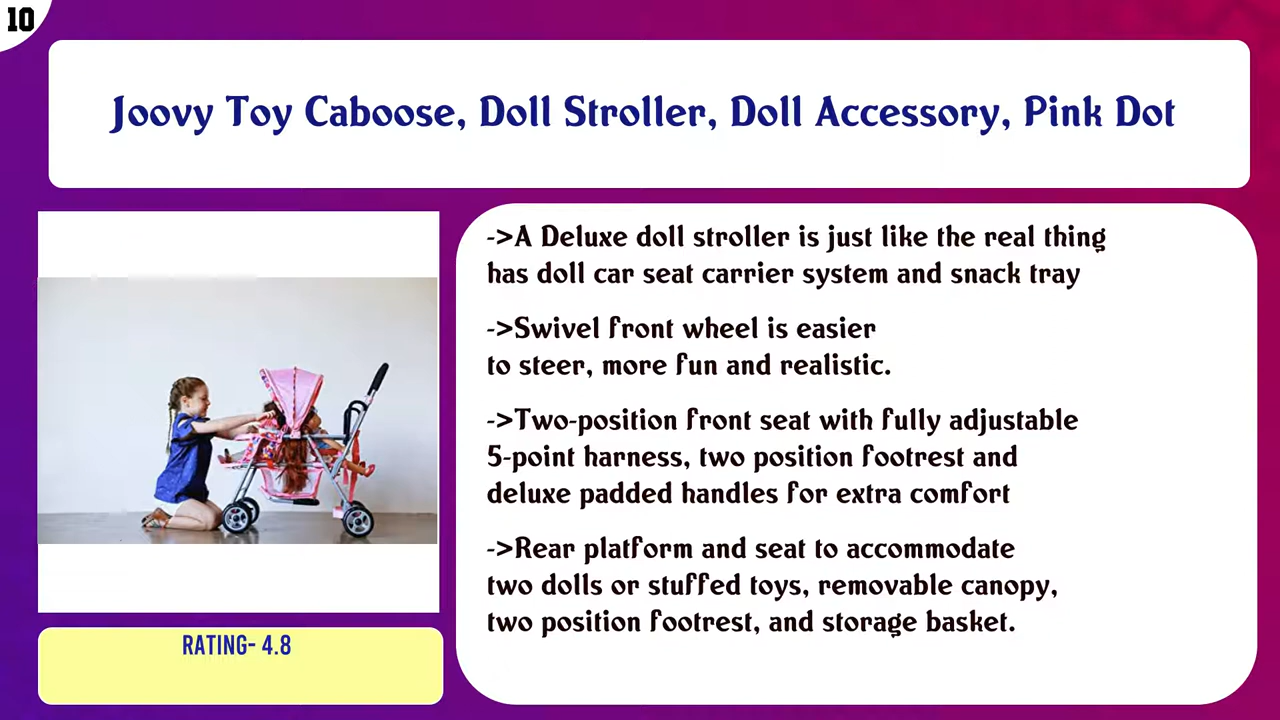 10
Joovy Toy Caboose, Doll Stroller, Doll Accessory, Pink Dot
->A Deluxe doll stroller is just like the real thing
has doll car seat carrier system and snack tray
->Swivel front wheel is easier
to steer, more fun and realistic.
->Two-position front seat with fully adjustable
5-point harness, two position footrest and
deluxe padded handles for extra comfort
->Rear platform and seat to accommodate
two dolls or stuffed toys, removable canopy,
two position footrest, and storage basket.
RATING- 4.8